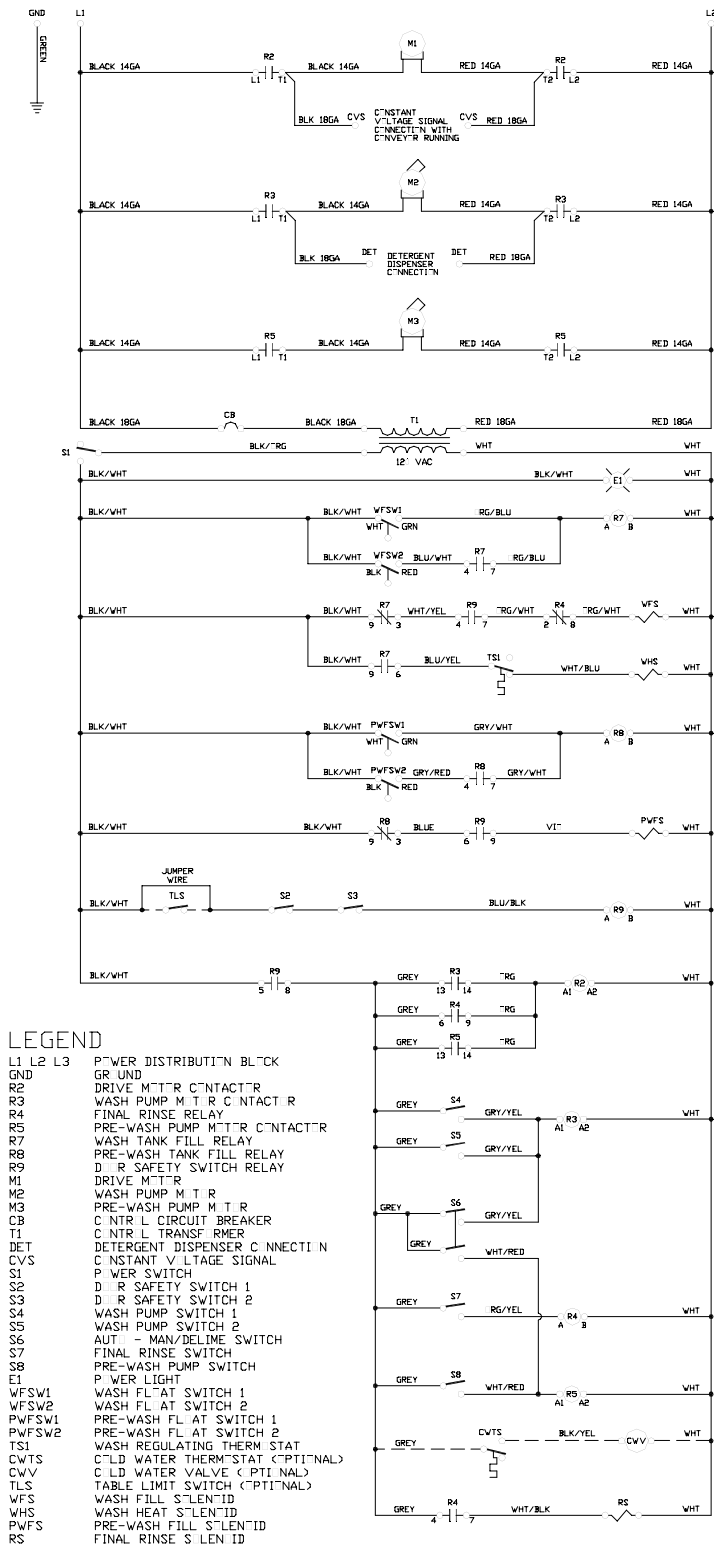 GND L1 L2
GREEN
R2 M1 R2
BLACK 14GA BLACK 14GA RED 14GA RED 14GA
L1 T1 T2 L2
BLK 18GA CVS CONSTANT CVS RED 18GA
VOLTAGE SIGNAL
CONNECTION WITH
CONVEYER RUNNING
R3 M2 R3
BLACK 14GA BLACK 14GA RED 14GA RED 14GA
L1 T1 T2 L2
BLK 18GA DET DETERGENT DET RED 18GA
DISPENSER
CONNECTION
R5 M3 R5
BLACK 14GA BLACK 14GA RED 14GA RED 14GA
L1 T1 T2 L2
CB T1
BLACK 18GA BLACK 18GA RED 18GA RED 18GA
S1 BLK/ORG WHT WHT
120 VAC
BLK/WHT BLK/WHT E1 WHT
BLK/WHT BLK/WHT WFSW1 ORG/BLU R7 WHT
WHT GRN A B
BLK/WHT WFSW2 BLU/WHT R7 ORG/BLU
BLK RED 4 7
BLK/WHT BLK/WHT R7 WHT/YEL R9 ORG/WHT R4 ORG/WHT WFS WHT
9 3 4 7 2 8
BLK/WHT R7 BLU/YEL TS1 WHT/BLU WHS WHT
9 6
BLK/WHT BLK/WHT PWFSW1 GRY/WHT R8 WHT
WHT GRN A B
BLK/WHT PWFSW2 GRY/RED R8 GRY/WHT
BLK RED 4 7
BLK/WHT BLK/WHT R8 BLUE R9 VIO PWFS WHT
9 3 6 9
JUMPER
WIRE
BLK/WHT TLS S2 S3 BLU/BLK R9 WHT
A B
BLK/WHT R9 GREY R3 ORG R2 WHT
5 8 13 14 A1 A2
GREY R4 ORG
6 9
GREY R5 ORG
13 14
GREY S4 GRY/YEL R3 WHT
A1 A2
GREY S5 GRY/YEL
GREY S6 GRY/YEL
GREY WHT/RED
GREY S7 ORG/YEL R4 WHT
A B
GREY S8 WHT/RED R5 WHT
A1 A2
GREY CWTS BLK/YEL CWV WHT
GREY R4 WHT/BLK RS WHT
4 7
LEGEND
L1 L2 L3 POWER DISTRIBUTION BLOCK
GND GROUND
R2 DRIVE MOTOR CONTACTOR
R3 WASH PUMP MOTOR CONTACTOR
R4 FINAL RINSE RELAY
R5 PRE-WASH PUMP MOTOR CONTACTOR
R7 WASH TANK FILL RELAY
R8 PRE-WASH TANK FILL RELAY
R9 DOOR SAFETY SWITCH RELAY
M1 DRIVE MOTOR
M2 WASH PUMP MOTOR
M3 PRE-WASH PUMP MOTOR
CB CONTROL CIRCUIT BREAKER
T1 CONTROL TRANSFORMER
DET DETERGENT DISPENSER CONNECTION
CVS CONSTANT VOLTAGE SIGNAL
S1 POWER SWITCH
S2 DOOR SAFETY SWITCH 1
S3 DOOR SAFETY SWITCH 2
S4 WASH PUMP SWITCH 1
S5 WASH PUMP SWITCH 2
S6 AUTO - MAN/DELIME SWITCH
S7 FINAL RINSE SWITCH
S8 PRE-WASH PUMP SWITCH
E1 POWER LIGHT
WFSW1 WASH FLOAT SWITCH 1
WFSW2 WASH FLOAT SWITCH 2
PWFSW1 PRE-WASH FLOAT SWITCH 1
PWFSW2 PRE-WASH FLOAT SWITCH 2
TS1 WASH REGULATING THERMOSTAT
CWTS COLD WATER THERMOSTAT (OPTIONAL)
CWV COLD WATER VALVE (OPTIONAL)
TLS TABLE LIMIT SWITCH (OPTIONAL)
WFS WASH FILL SOLENOID
WHS WASH HEAT SOLENOID
PWFS PRE-WASH FILL SOLENOID
RS FINAL RINSE SOLENOID